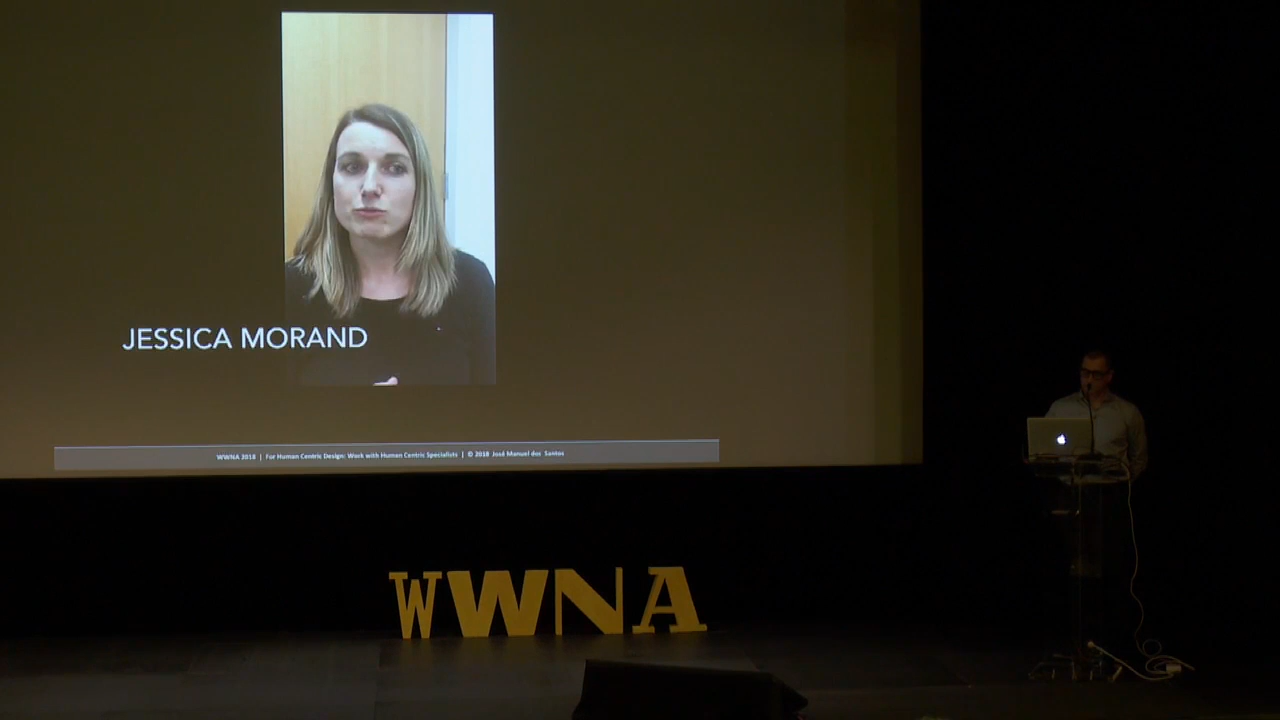 JESSICA MORAND
WWNA 2018 | For Human Centric Design: Work with Human Centric Specialists | © 2018 José Manuel dos Santos
WWNA